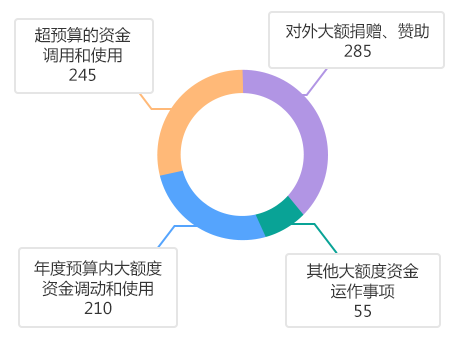 超预算的资金
调用和使用
245
对外大额捐赠、赞助
285
年度预算内大额度
资金调动和使用
210
其他大额度资金
运作事项
55